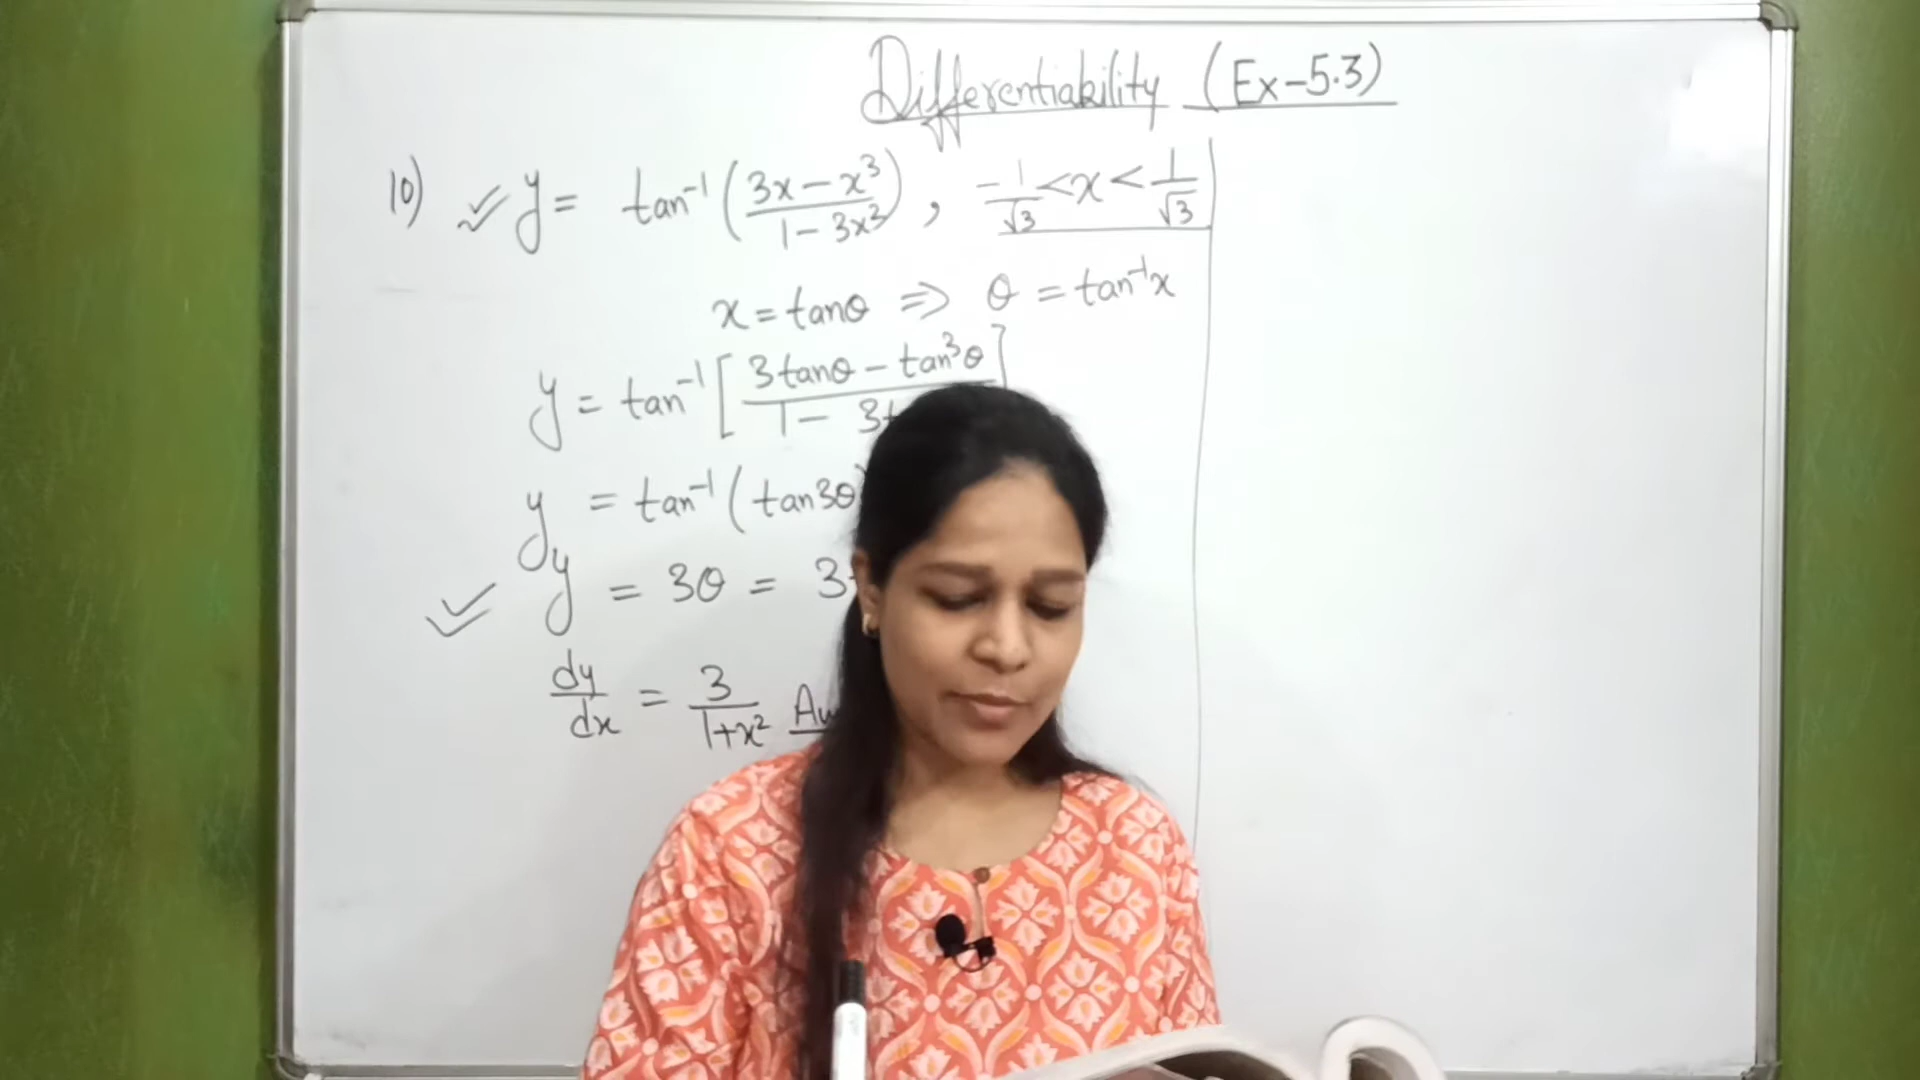 Differentiability (Ex-5.3)
10) ✓ y = tan⁻¹ (3x - x³ / 1 - 3x²), -1/√3 < x < 1/√3
x = tanθ ⇒ θ = tan⁻¹x
y = tan⁻¹ [3tanθ - tan³θ / 1 - 3t]
y = tan⁻¹ (tan3θ
✓ y = 3θ = 3
dy/dx = 3/1+x²